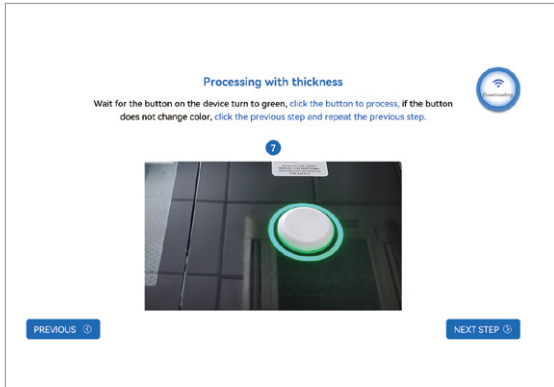 Processing with thickness
Downloading
Wait for the button on the device turn to green, click the button to process, if the button
does not change color, click the previous step and repeat the previous step.
7
PREVIOUS
NEXT STEP